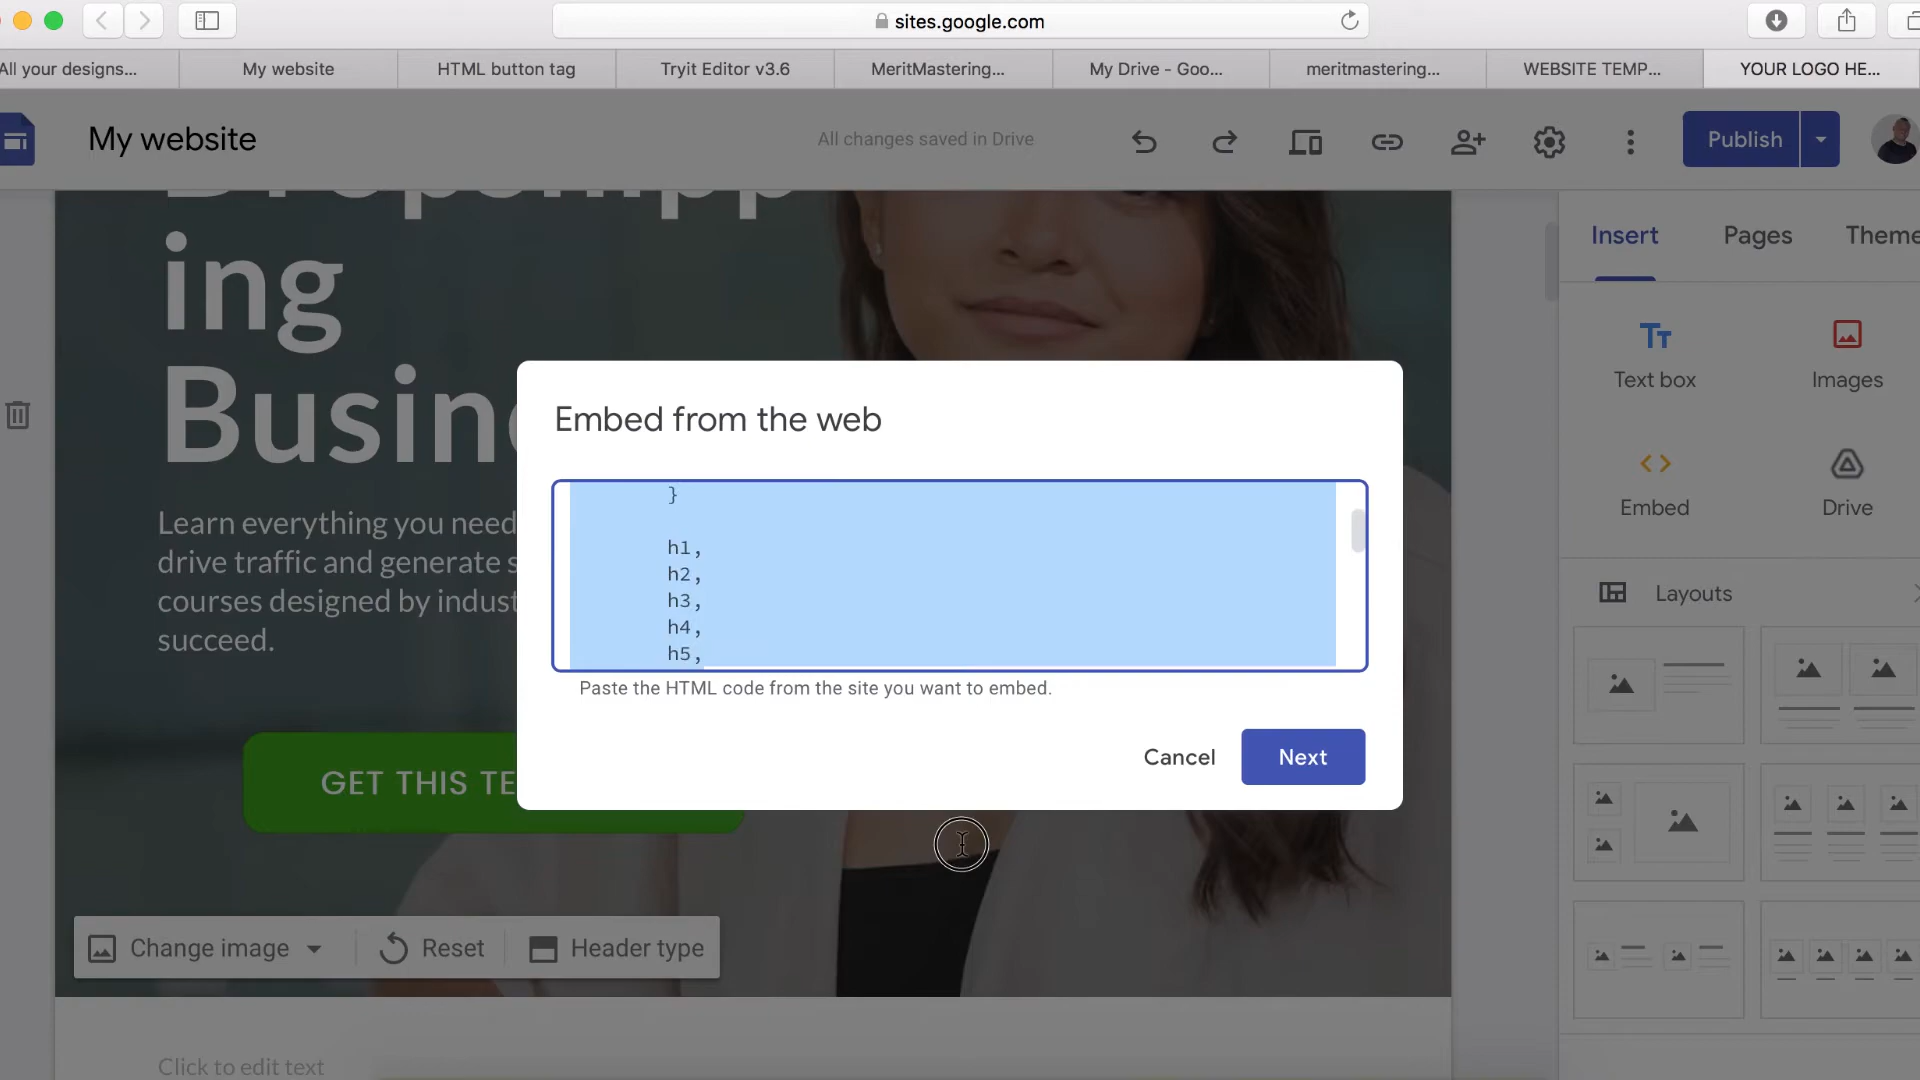 sites.google.com
All your designs...
My website
HTML button tag
Tryit Editor v3.6
MeritMastering...
My Drive - Goo...
meritmastering...
WEBSITE TEMP...
YOUR LOGO HE...
My website
All changes saved in Drive
Publish
Insert
Pages
Theme
ing
Busin
Learn everything you need
drive traffic and generate s
courses designed by indust
succeed.
GET THIS TE
Embed from the web
}
h1,
h2,
h3,
h4,
h5,
Paste the HTML code from the site you want to embed.
Cancel
Next
Text box
Images
Embed
Drive
Layouts
Change image
Reset
Header type
Click to edit text